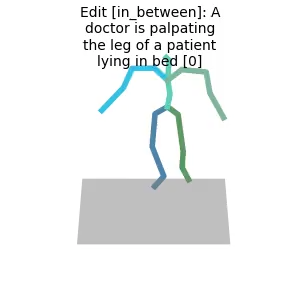 Edit [in_between]: A
doctor is palpating
the leg of a patient
lying in bed [0]